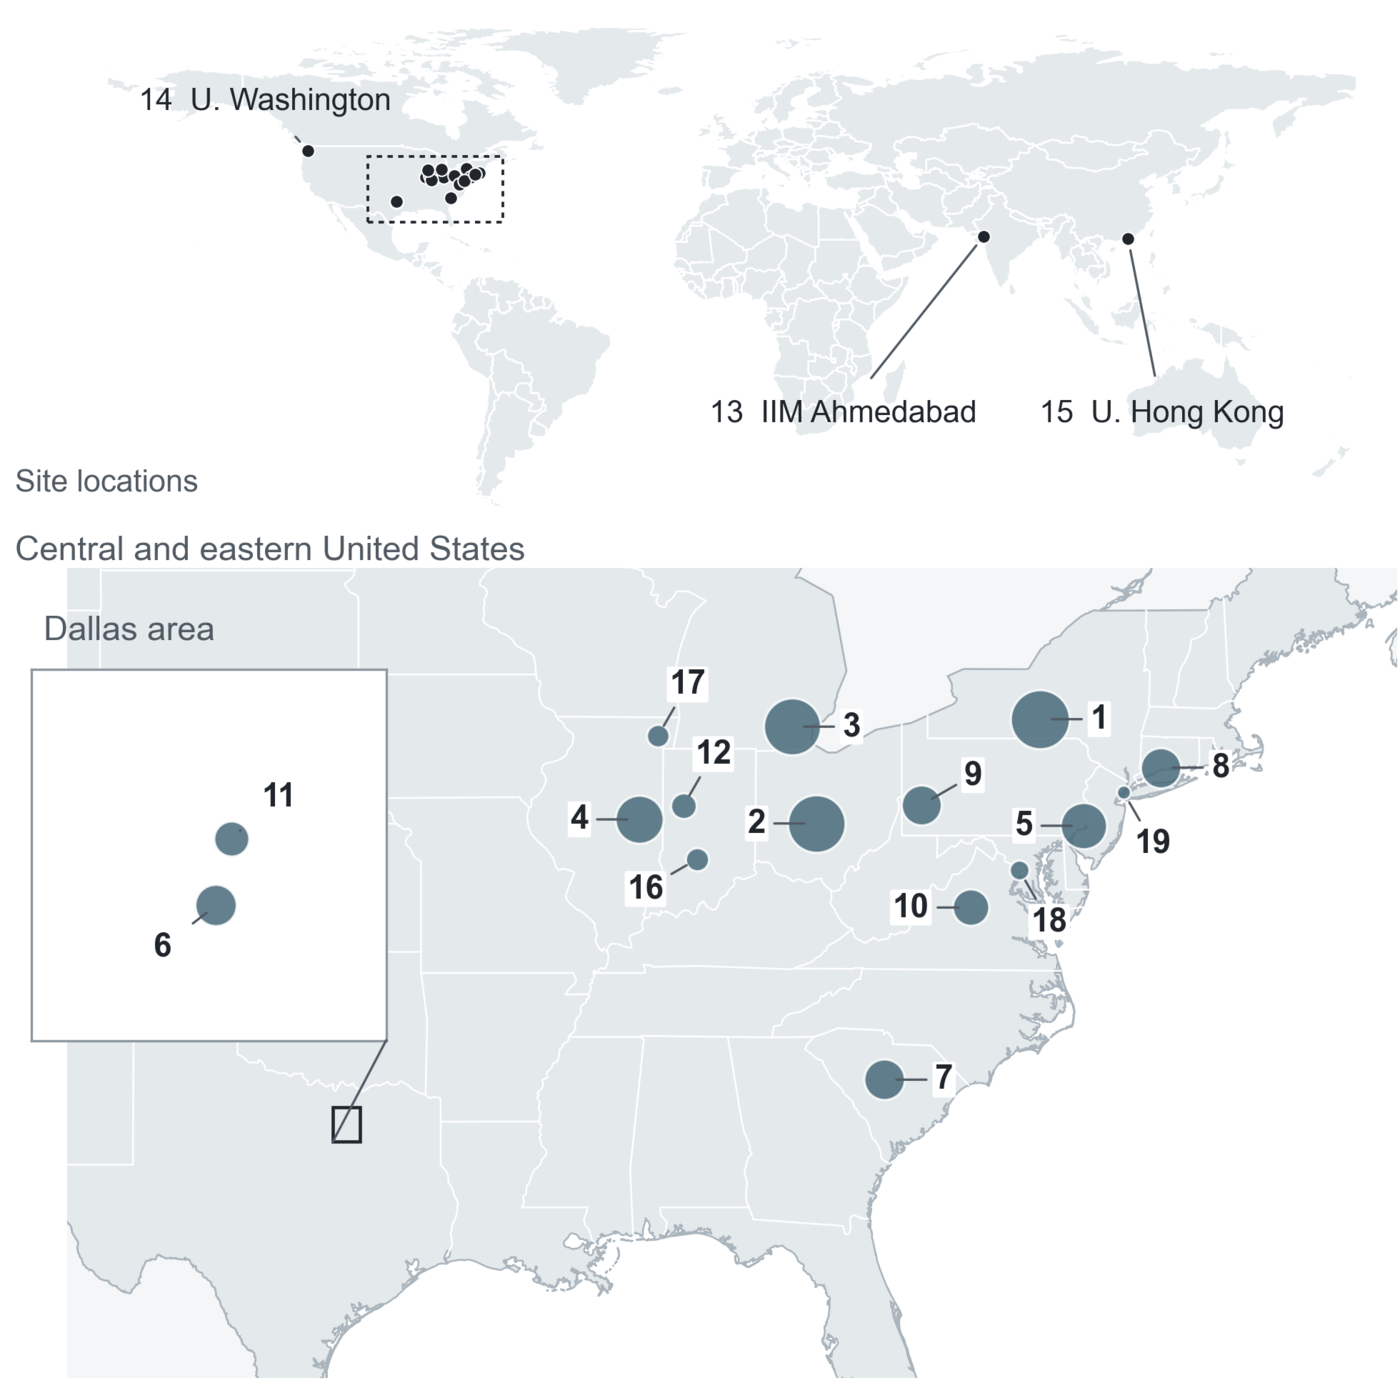 14 U. Washington
13 IIM Ahmedabad
15 U. Hong Kong
Site locations
Central and eastern United States
Dallas area
17
3
1
12
8
9
11
4
2
5
19
16
10
18
6
7